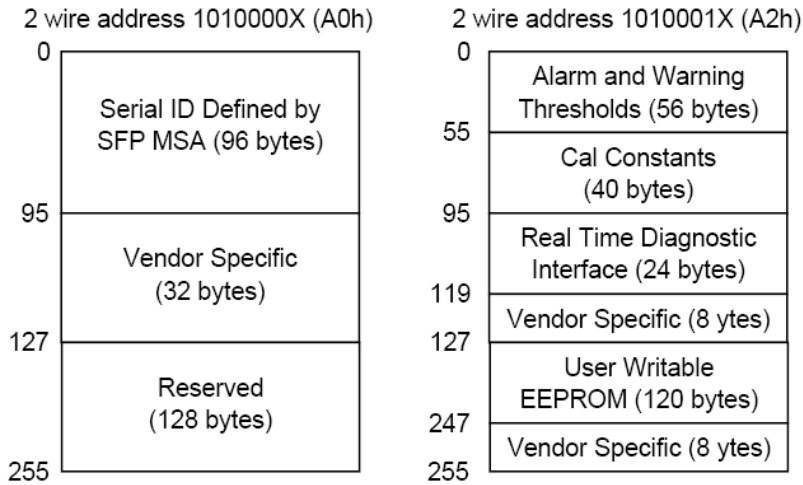 2 wire address 1010000X (A0h)
0
Serial ID Defined by
SFP MSA (96 bytes)
95
Vendor Specific
(32 bytes)
127
Reserved
(128 bytes)
255
2 wire address 1010001X (A2h)
0
Alarm and Warning
Thresholds (56 bytes)
55
Cal Constants
(40 bytes)
95
Real Time Diagnostic
Interface (24 bytes)
119
Vendor Specific (8 ytes)
127
User Writable
EEPROM (120 bytes)
247
Vendor Specific (8 ytes)
255